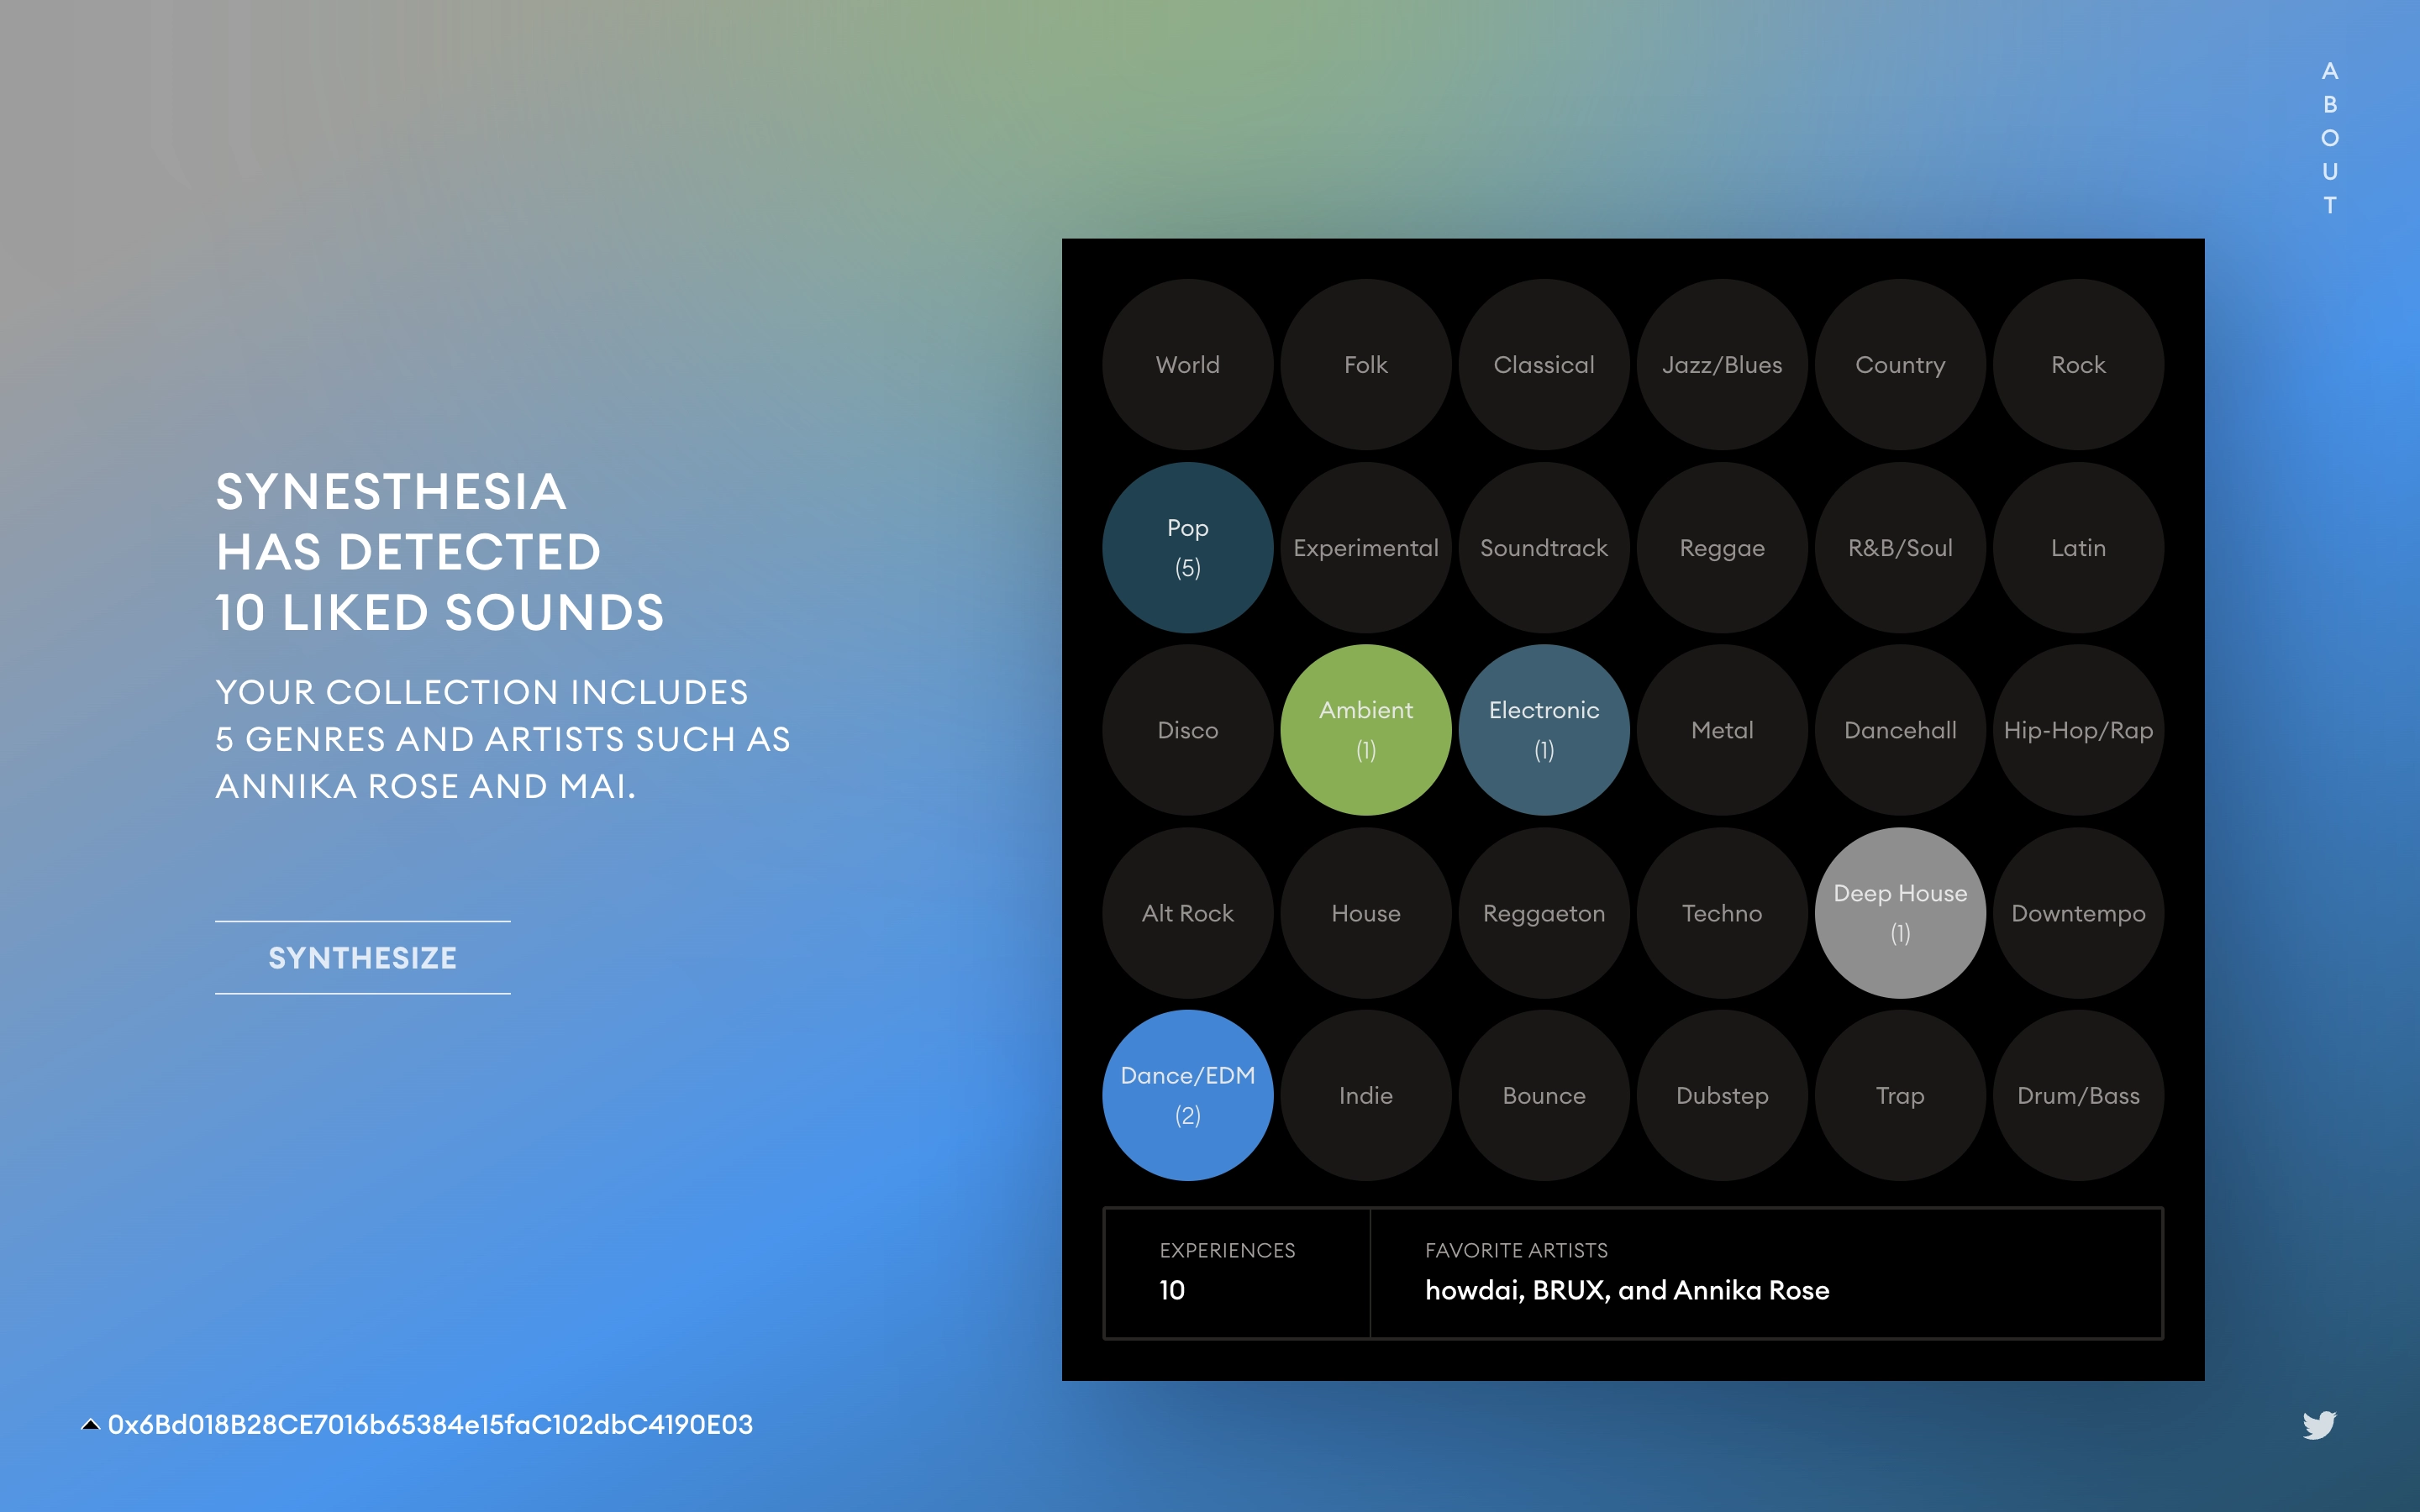 A
B
O
U
T
SYNESTHESIA
HAS DETECTED
10 LIKED SOUNDS
YOUR COLLECTION INCLUDES
5 GENRES AND ARTISTS SUCH AS
ANNIKA ROSE AND MAI.
SYNTHESIZE
World
Folk
Classical
Jazz/Blues
Country
Rock
Pop
(5)
Experimental
Soundtrack
Reggae
R&B/Soul
Latin
Disco
Ambient
(1)
Electronic
(1)
Metal
Dancehall
Hip-Hop/Rap
Alt Rock
House
Reggaeton
Techno
Deep House
(1)
Downtempo
Dance/EDM
(2)
Indie
Bounce
Dubstep
Trap
Drum/Bass
EXPERIENCES
10
FAVORITE ARTISTS
howdai, BRUX, and Annika Rose
0x6Bd018B28CE7016b65384e15faC102dbC4190E03